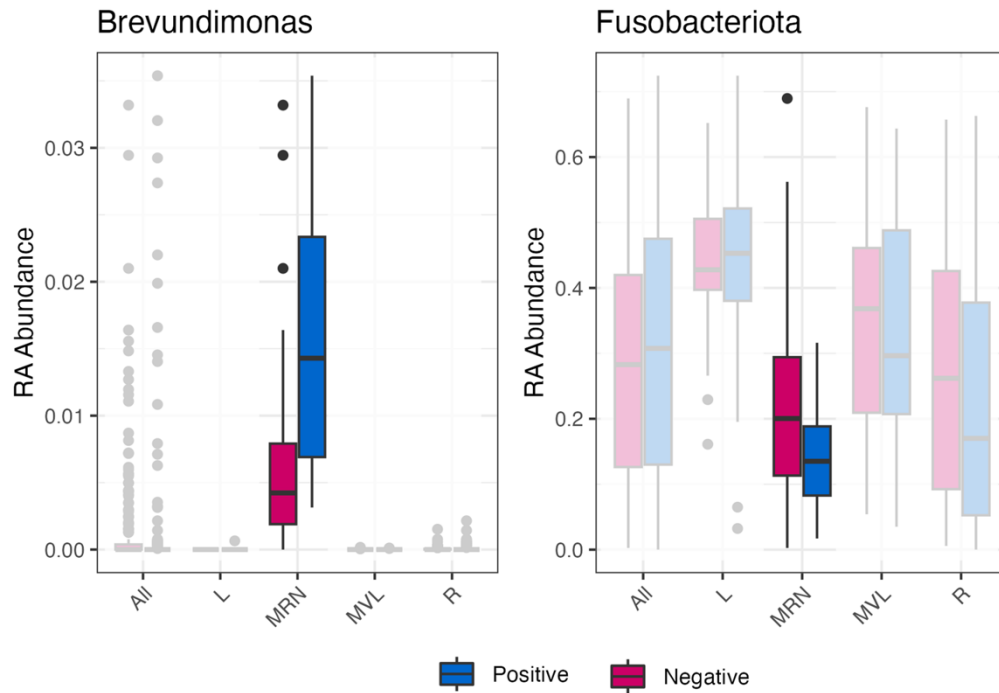 Brevundimonas
RA Abundance
0.03
0.02
0.01
0.00
All
L
MRN
MVL
R
Fusobacteriota
RA Abundance
0.6
0.4
0.2
0.0
All
L
MRN
MVL
R
Positive
Negative